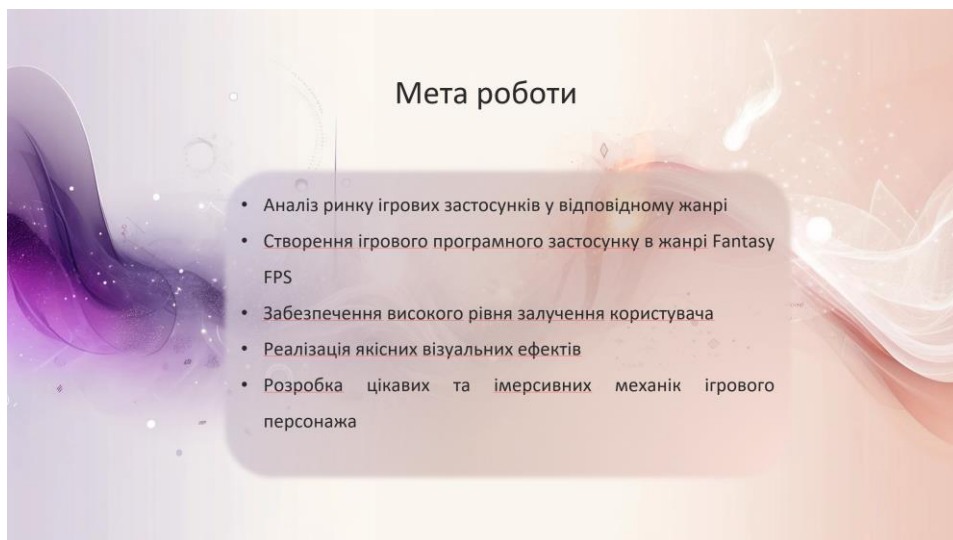 Мета роботи
• Аналіз ринку ігрових застосунків у відповідному жанрі
• Створення ігрового програмного застосунку в жанрі Fantasy
FPS
• Забезпечення високого рівня залучення користувача
• Реалізація якісних візуальних ефектів
• Розробка цікавих та імерсивних механік ігрового
персонажа